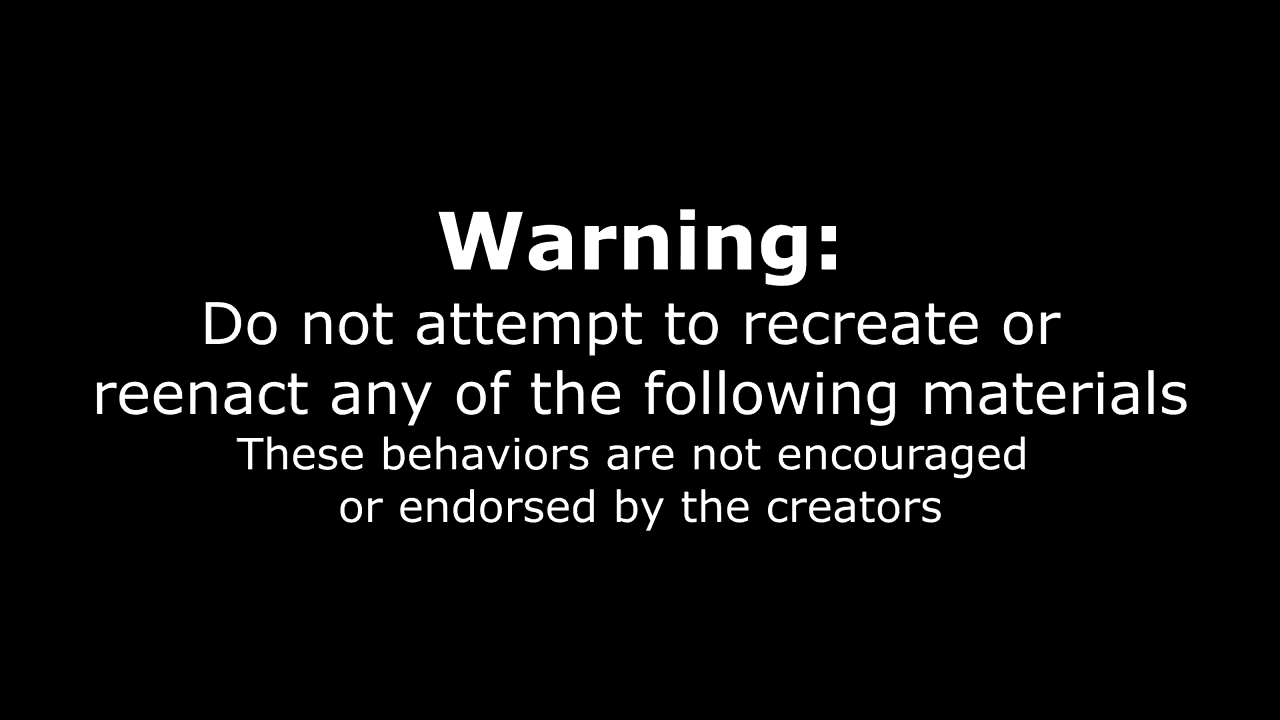 Warning:
Do not attempt to recreate or
reenact any of the following materials
These behaviors are not encouraged
or endorsed by the creators